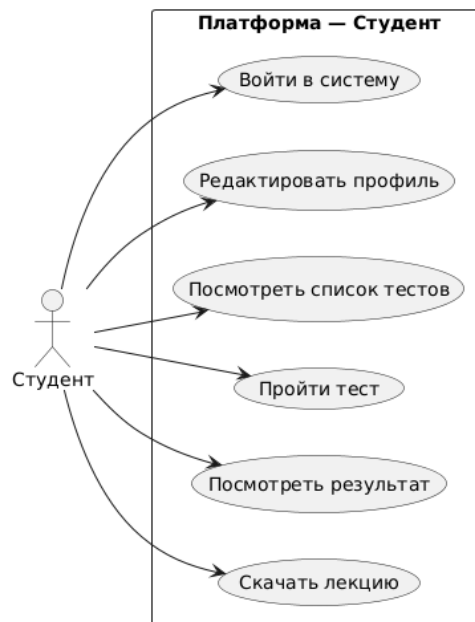 Платформа — Студент
Войти в систему
Редактировать профиль
Посмотреть список тестов
Пройти тест
Студент
Посмотреть результат
Скачать лекцию